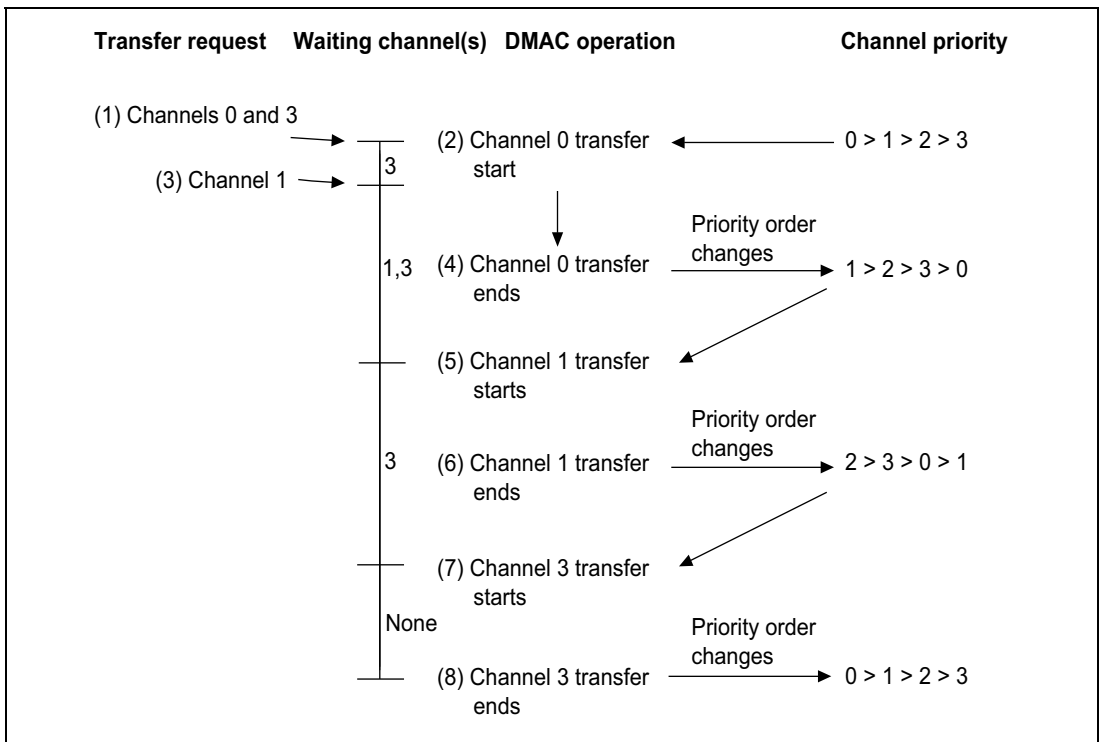 Transfer request Waiting channel(s) DMAC operation Channel priority
(1) Channels 0 and 3
(2) Channel 0 transfer
start
0 > 1 > 2 > 3
3
(3) Channel 1
Priority order
changes
1,3
(4) Channel 0 transfer
ends
1 > 2 > 3 > 0
(5) Channel 1 transfer
starts
Priority order
changes
3
(6) Channel 1 transfer
ends
2 > 3 > 0 > 1
(7) Channel 3 transfer
starts
None
Priority order
changes
(8) Channel 3 transfer
ends
0 > 1 > 2 > 3